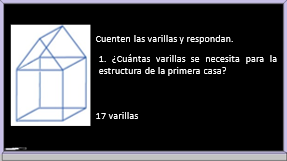 Cuenten las varillas y respondan.
1. ¿Cuántas varillas se necesita para la
estructura de la primera casa?
17 varillas